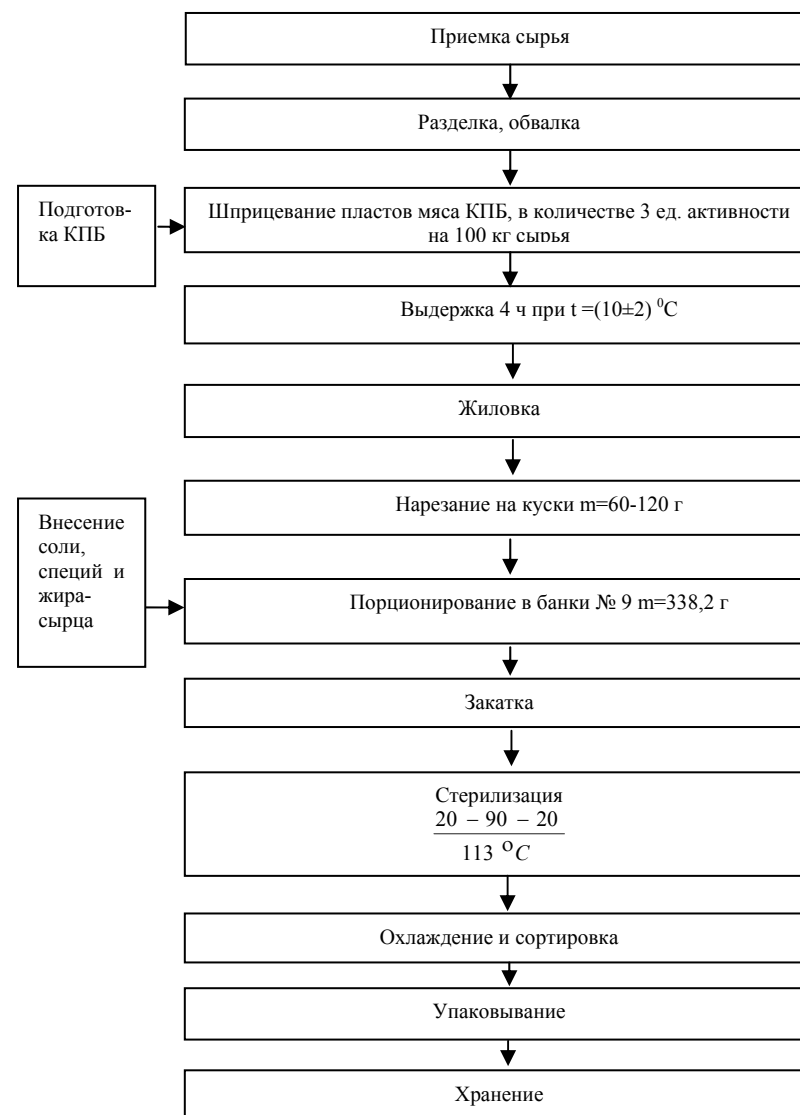 Приемка сырья
Разделка, обвалка
Подготов-
ка КПБ
Шприцевание пластов мяса КПБ, в количестве 3 ед. активности
на 100 кг сырья
Выдержка 4 ч при t =(10±2) ⁰С
Жиловка
Нарезание на куски m=60-120 г
Внесение
соли,
специй и
жира-
сырца
Порционирование в банки № 9 m=338,2 г
Закатка
Стерилизация
20 – 90 – 20
113 ᴼC
Охлаждение и сортировка
Упаковывание
Хранение